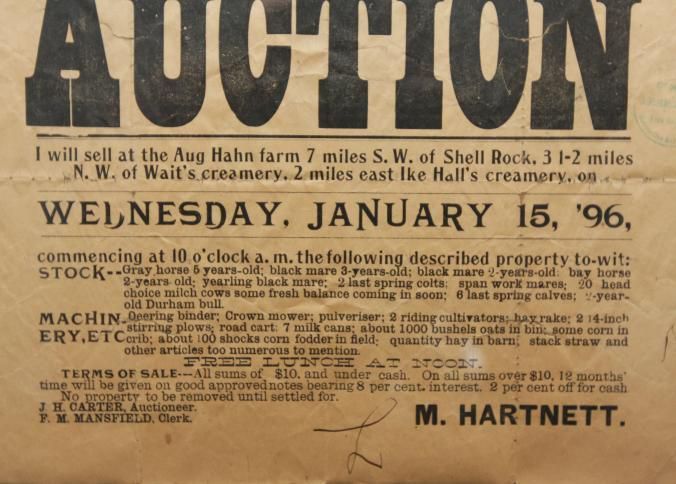 AUCTION
I will sell at the Aug Hahn farm 7 miles S. W. of Shell Rock, 3 1-2 miles
N. W. of Wait's creamery, 2 miles east Ike Hall's creamery, on
WEDNESDAY, JANUARY 15, '96,
commencing at 10 o'clock a. m. the following described property to-wit:
STOCK--Gray horse 5 years-old; black mare 3-years-old; black mare 2-years-old; bay horse
2-years-old; yearling black mare; 2 last spring colts; span work mares; 20 head
choice milch cows some fresh balance coming in soon; 6 last spring calves; 2-year-
old Durham bull.
MACHIN- Deering binder; Crown mower; pulveriser; 2 riding cultivators; hay rake; 2 14-inch
stirring plows; road cart; 7 milk cans; about 1000 bushels oats in bin; some corn in
ERY, ETC crib; about 100 shocks corn fodder in field; quantity hay in barn; stack straw and
other articles too numerous to mention.
FREE LUNCH AT NOON.
TERMS OF SALE---All sums of $10. and under cash. On all sums over $10. 12 months'
time will be given on good approved notes bearing 8 per cent. interest. 2 per cent off for cash
No property to be removed until settled for.
J. H. CARTER, Auctioneer.
F. M. MANSFIELD, Clerk.
M. HARTNETT.